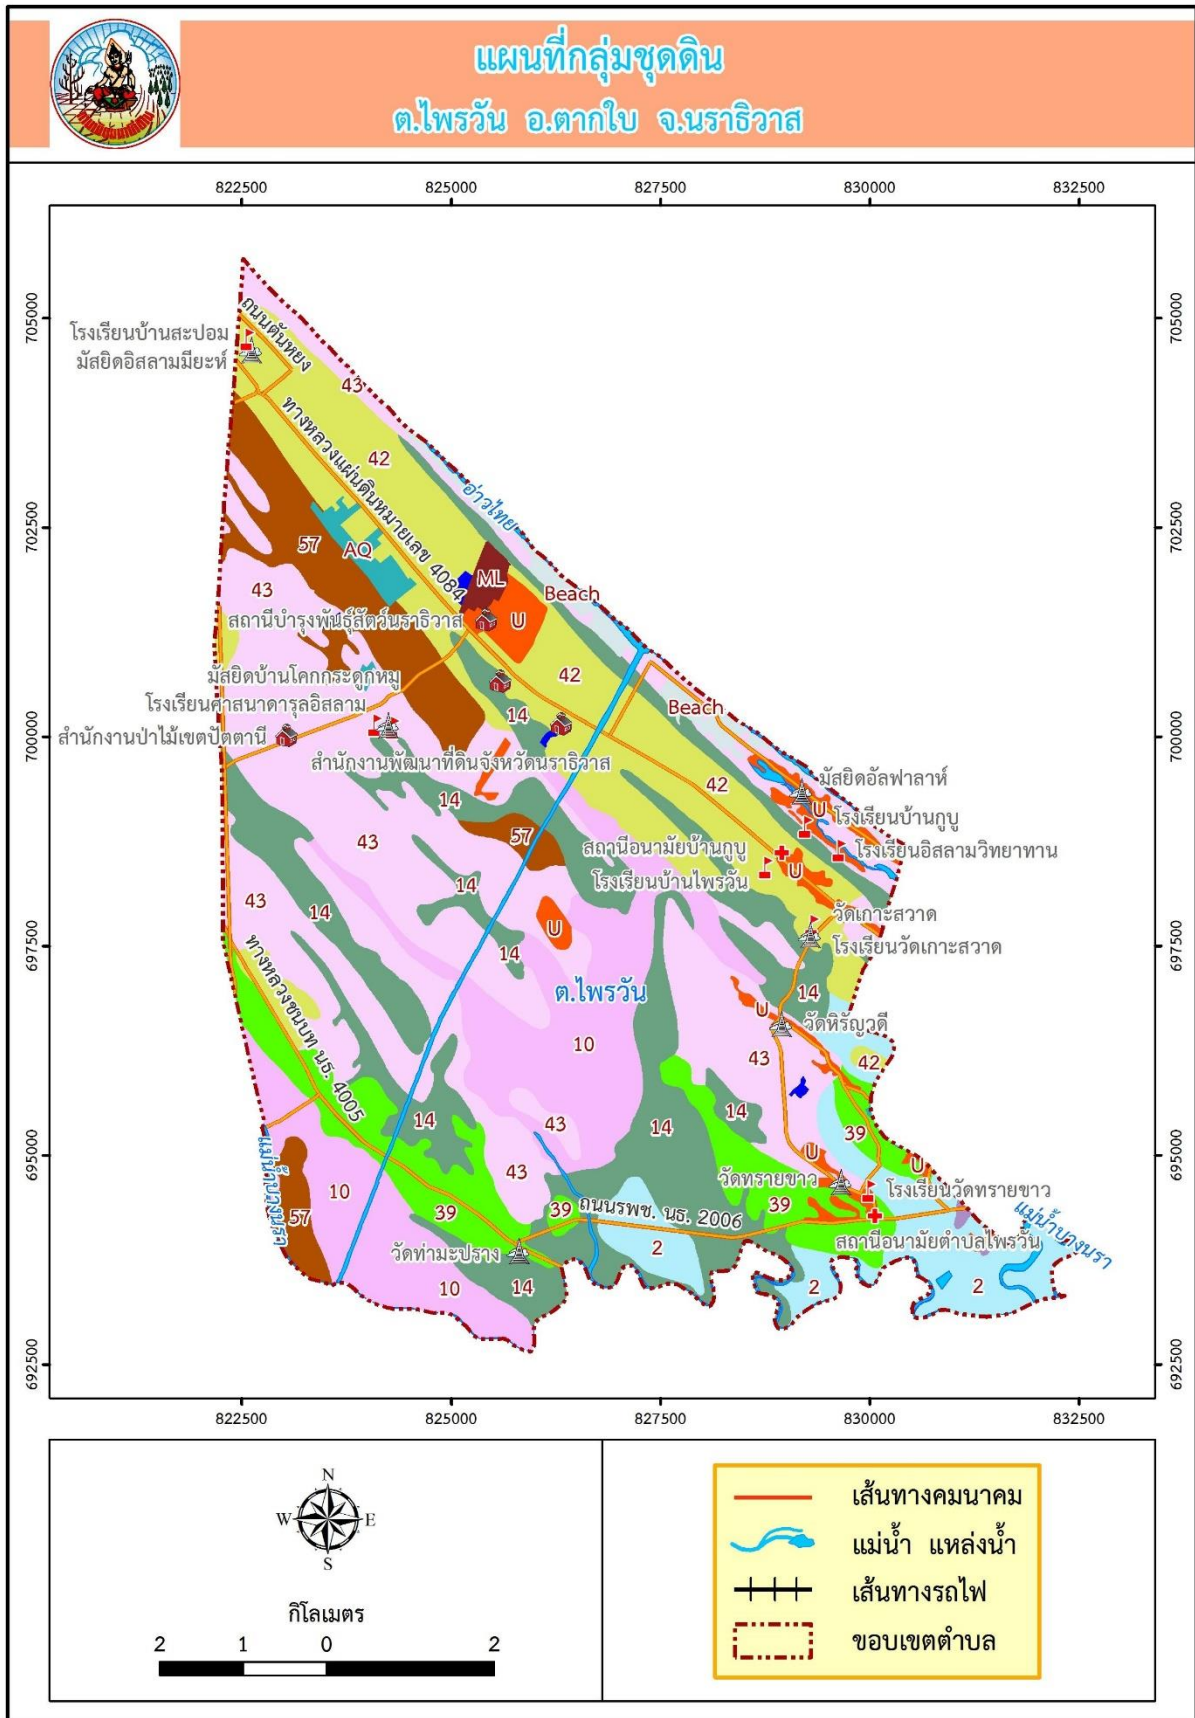 แผนที่กลุ่มชุดดิน
ต.ไพรวัน อ.ตากใบ จ.นราธิวาส
822500 825000 827500 830000 832500
705000
705000
ถนนตันหยง
โรงเรียนบ้านสะปอม
มัสยิดอิสลามมียะห์
43
ทางหลวงแผ่นดินหมายเลข 4084
42
อ่าวไทย
702500
702500
57
AQ
ML
Beach
43
U
สถานีบำรุงพันธุ์สัตว์นราธิวาส
มัสยิดบ้านโคกกระดูกหมู
42
โรงเรียนศาสนาดารุลอิสลาม
14
Beach
สำนักงานป่าไม้เขตปัตตานี
700000
700000
สำนักงานพัฒนาที่ดินจังหวัดนราธิวาส
42
มัสยิดอัลฟาลาห์
14
U
โรงเรียนบ้านกูบู
57
43
สถานีอนามัยบ้านกูบู
โรงเรียนอิสลามวิทยาทาน
U
โรงเรียนบ้านไพรวัน
14
43
14
วัดเกาะสวาด
U
โรงเรียนวัดเกาะสวาด
697500
697500
14
ทางหลวงชนบท นธ. 4005
ต.ไพรวัน
14
U
วัดหิรัญวดี
10
43
42
14
14
43
14
39
695000
695000
43
U
U
แม่น้ำบางนรา
10
วัดทรายขาว
โรงเรียนวัดทรายขาว
57
39
39
ถนนรพช. นธ. 2006
39
แม่น้ำบางนรา
สถานีอนามัยตำบลไพรวัน
วัดท่ามะปราง
2
10
14
2
2
692500
692500
822500 825000 827500 830000 832500
N
W E
S
กิโลเมตร
2 1 0 2
เส้นทางคมนาคม
แม่น้ำ แหล่งน้ำ
เส้นทางรถไฟ
ขอบเขตตำบล